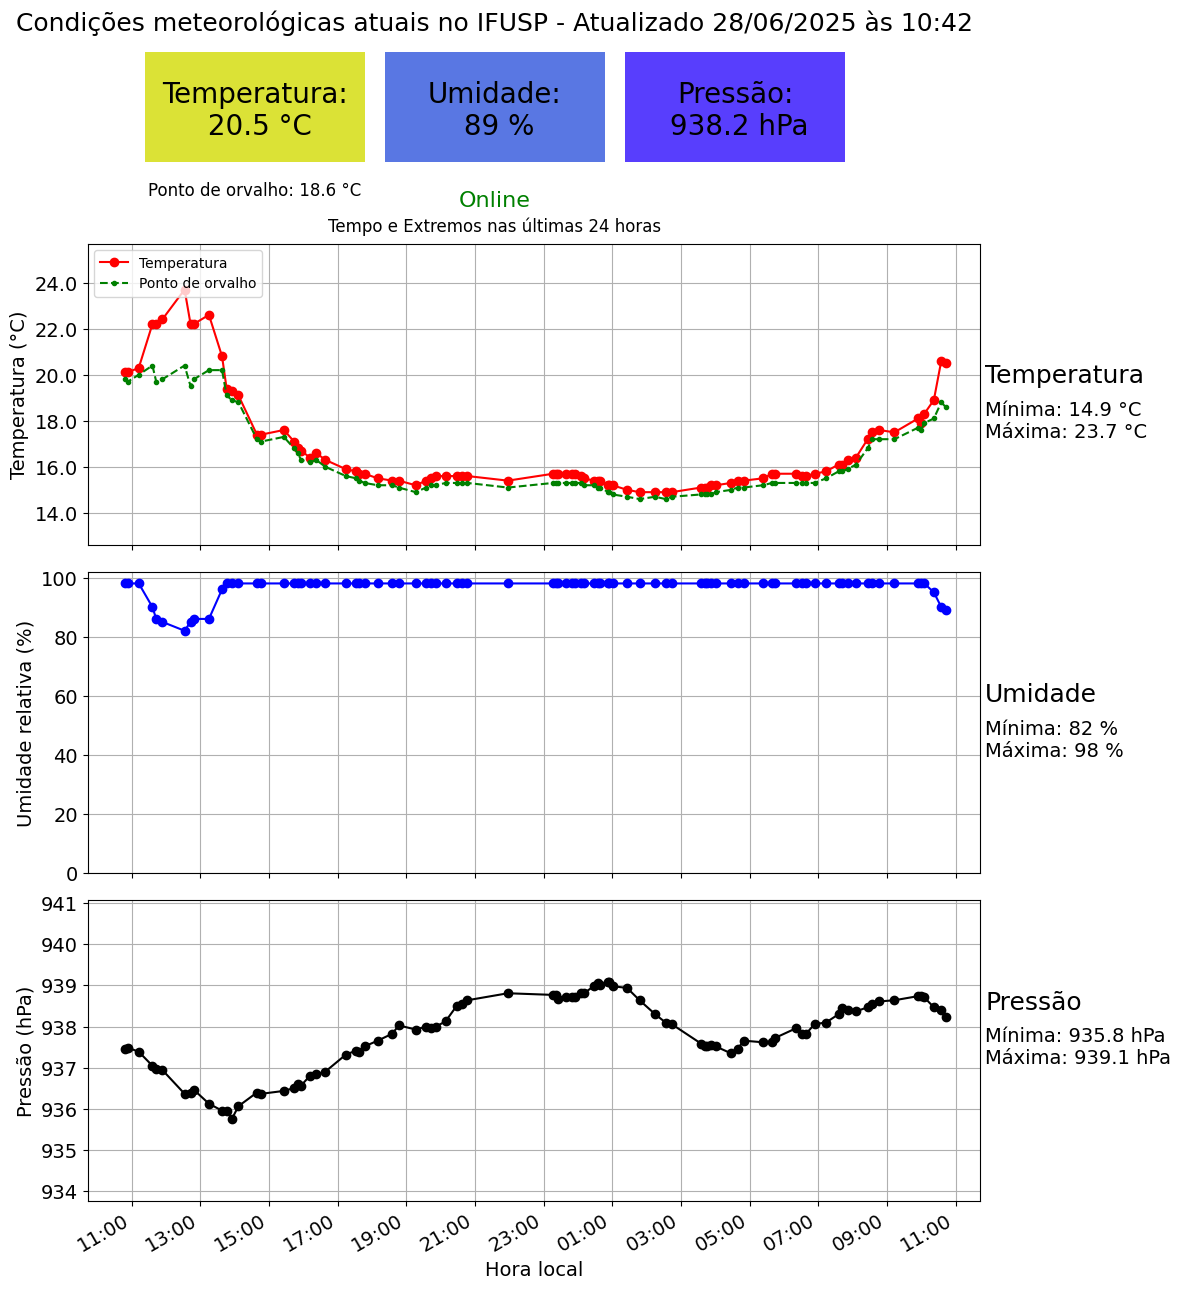 Condições meteorológicas atuais no IFUSP - Atualizado 28/06/2025 às 10:42
Temperatura:
20.5 °C
Umidade:
89 %
Pressão:
938.2 hPa
Ponto de orvalho: 18.6 °C
Online
Tempo e Extremos nas últimas 24 horas
Temperatura
Ponto de orvalho
Temperatura (°C)
24.0
22.0
20.0
18.0
16.0
14.0
Temperatura
Mínima: 14.9 °C
Máxima: 23.7 °C
Umidade relativa (%)
100
80
60
40
20
0
Umidade
Mínima: 82 %
Máxima: 98 %
Pressão (hPa)
941
940
939
938
937
936
935
934
Pressão
Mínima: 935.8 hPa
Máxima: 939.1 hPa
11:00
13:00
15:00
17:00
19:00
21:00
23:00
01:00
03:00
05:00
07:00
09:00
11:00
Hora local